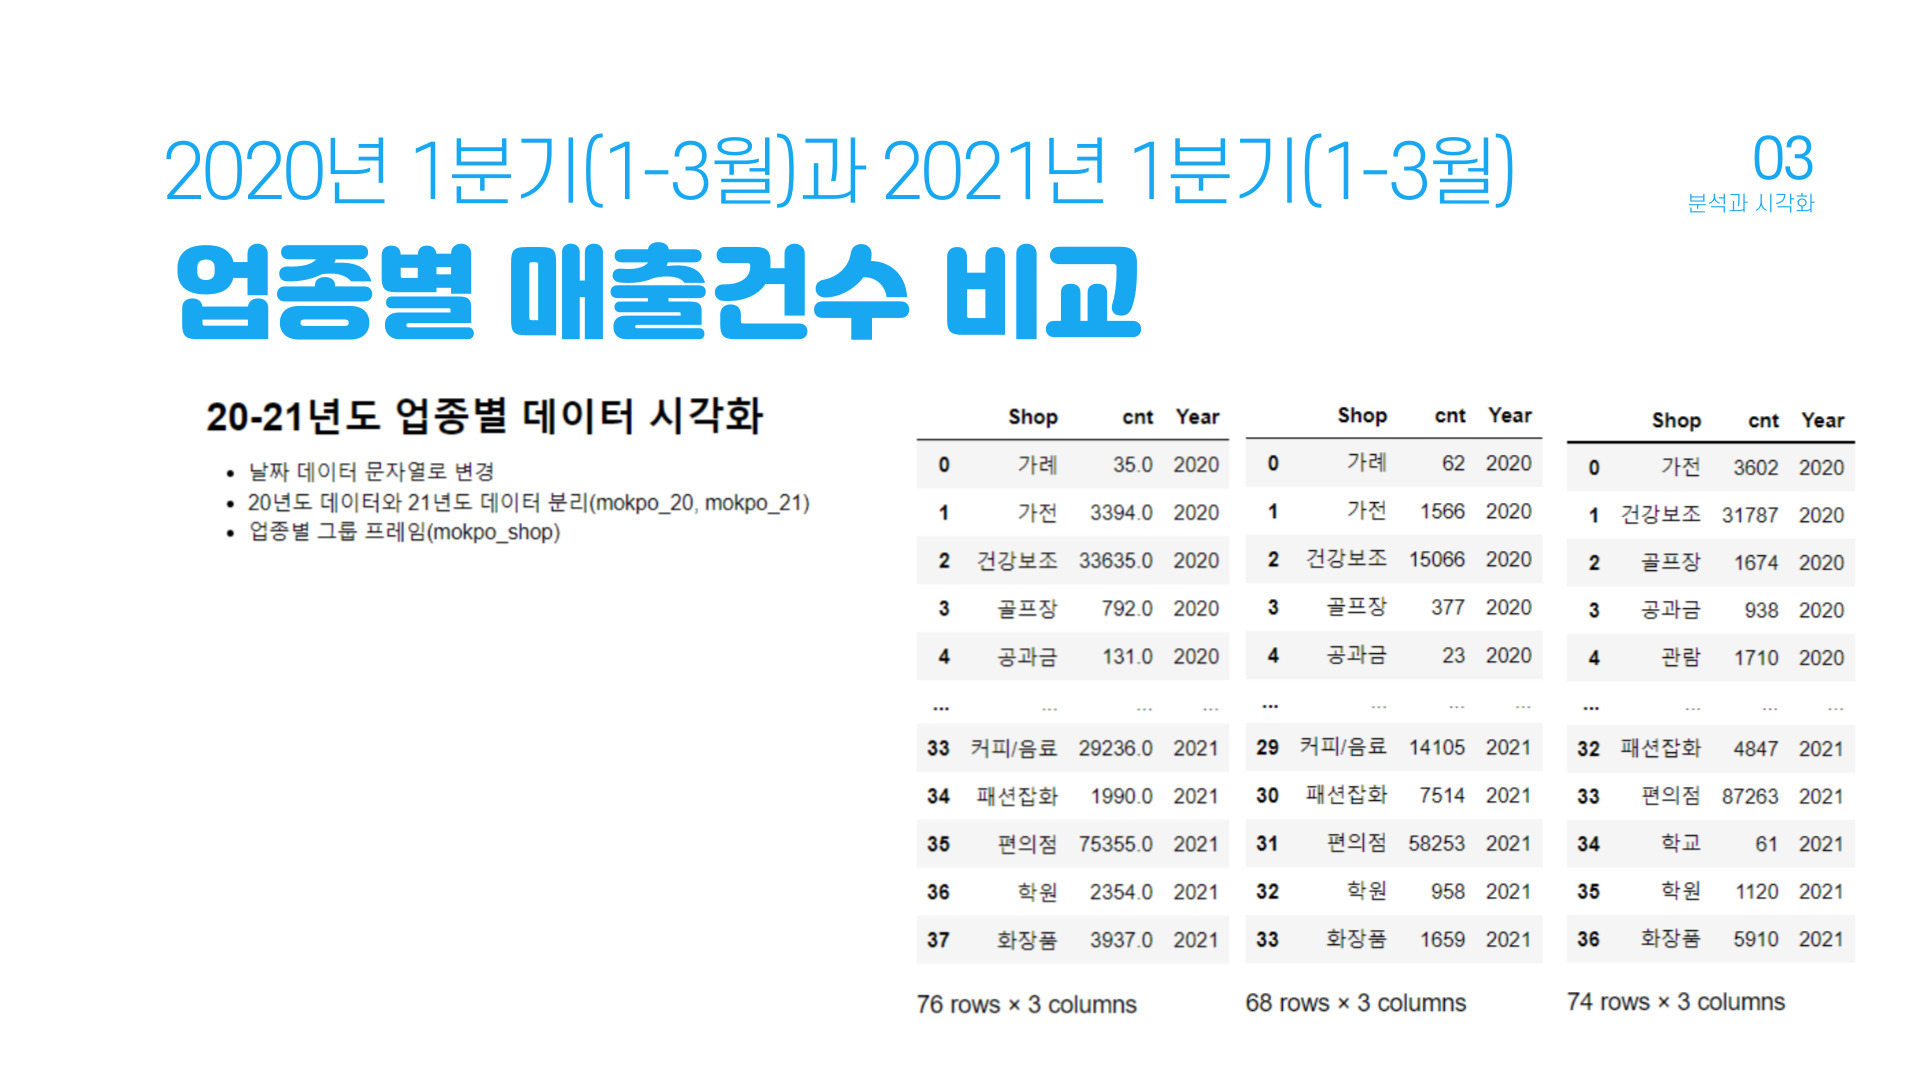 2020년 1분기(1-3월)과 2021년 1분기(1-3월)
업종별 매출건수 비교
03
분석과 시각화
20-21년도 업종별 데이터 시각화
• 날짜 데이터 문자열로 변경
• 20년도 데이터와 21년도 데이터 분리(mokpo_20, mokpo_21)
• 업종별 그룹 프레임(mokpo_shop)
Shop cnt Year
0 가례 35.0 2020
1 가전 3394.0 2020
2 건강보조 33635.0 2020
3 골프장 792.0 2020
4 공과금 131.0 2020
... ... ... ...
33 커피/음료 29236.0 2021
34 패션잡화 1990.0 2021
35 편의점 75355.0 2021
36 학원 2354.0 2021
37 화장품 3937.0 2021
76 rows × 3 columns
Shop cnt Year
0 가례 62 2020
1 가전 1566 2020
2 건강보조 15066 2020
3 골프장 377 2020
4 공과금 23 2020
... ... ... ...
29 커피/음료 14105 2021
30 패션잡화 7514 2021
31 편의점 58253 2021
32 학원 958 2021
33 화장품 1659 2021
68 rows × 3 columns
Shop cnt Year
0 가전 3602 2020
1 건강보조 31787 2020
2 골프장 1674 2020
3 공과금 938 2020
4 관람 1710 2020
... ... ... ...
32 패션잡화 4847 2021
33 편의점 87263 2021
34 학교 61 2021
35 학원 1120 2021
36 화장품 5910 2021
74 rows × 3 columns